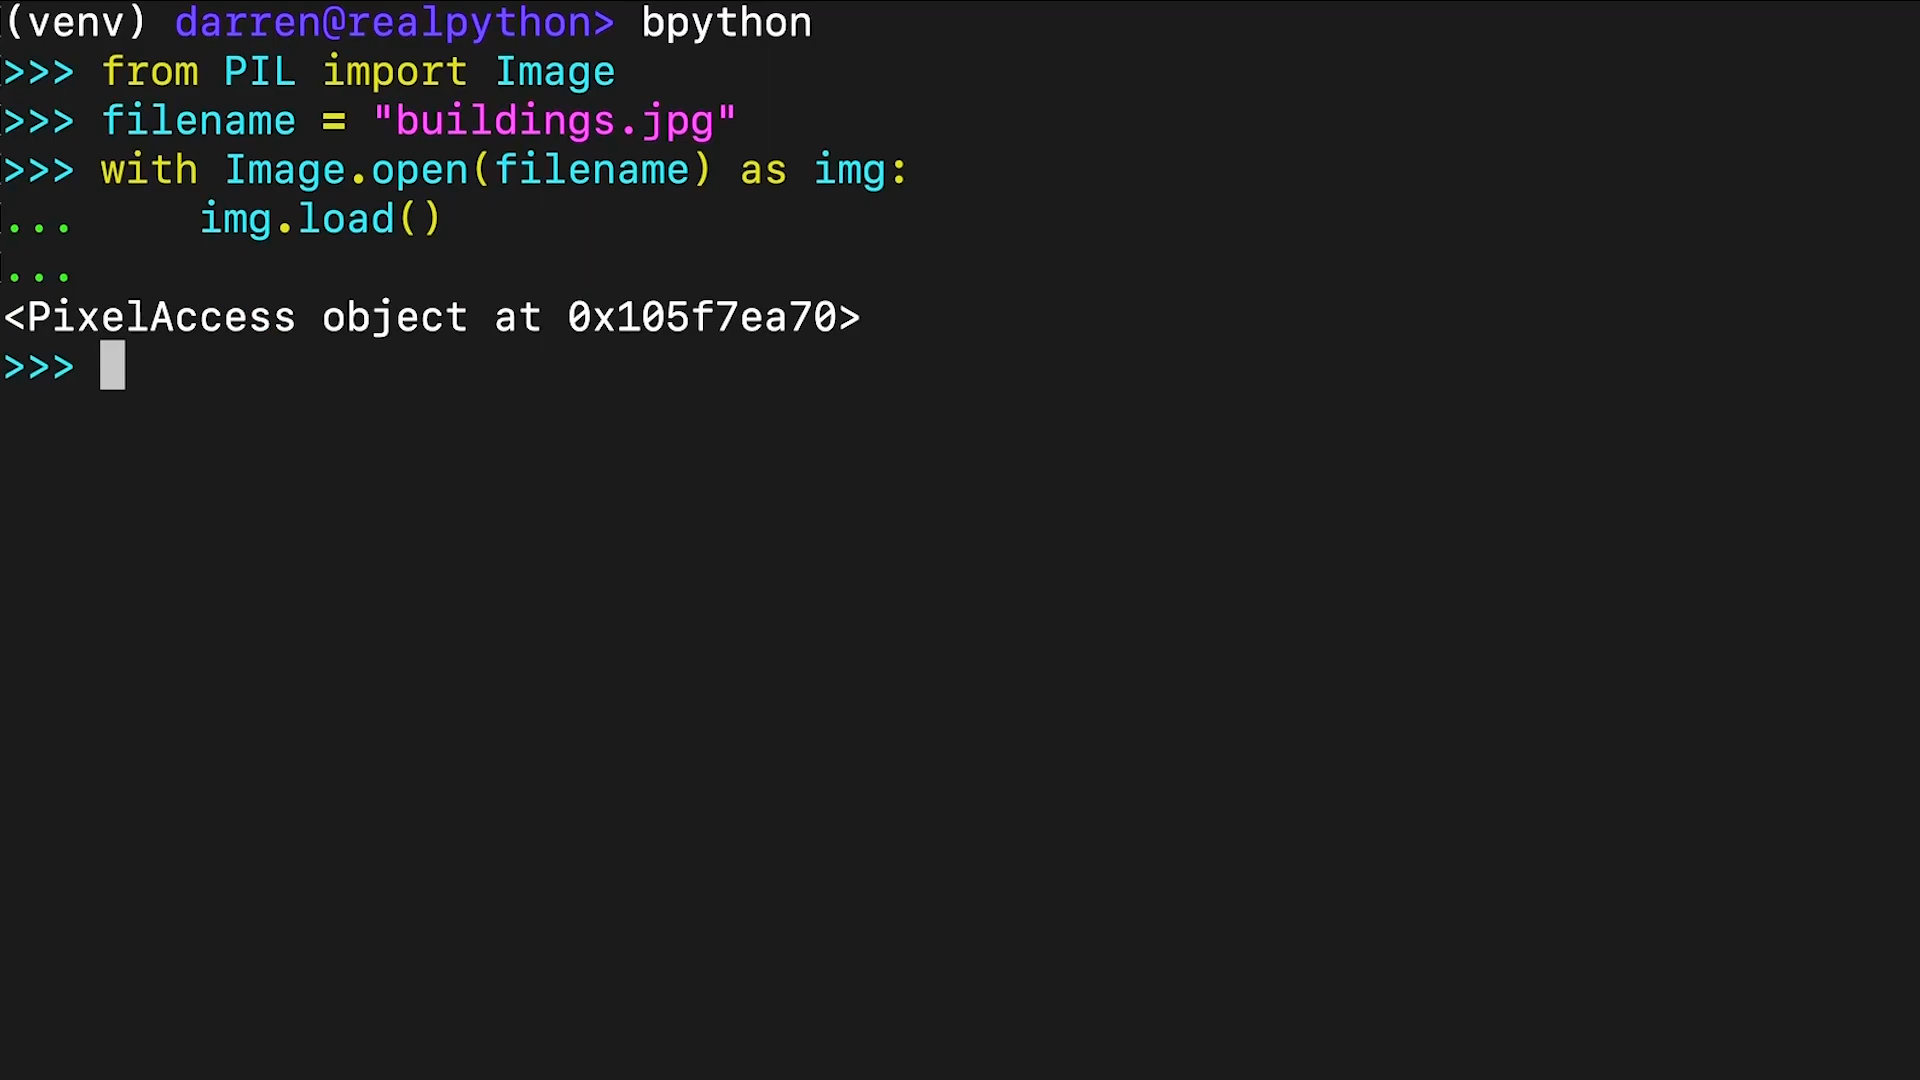 (venv) darren@realpython> bpython
>>> from PIL import Image
>>> filename = "buildings.jpg"
>>> with Image.open(filename) as img:
...     img.load()
...
<PixelAccess object at 0x105f7ea70>
>>>